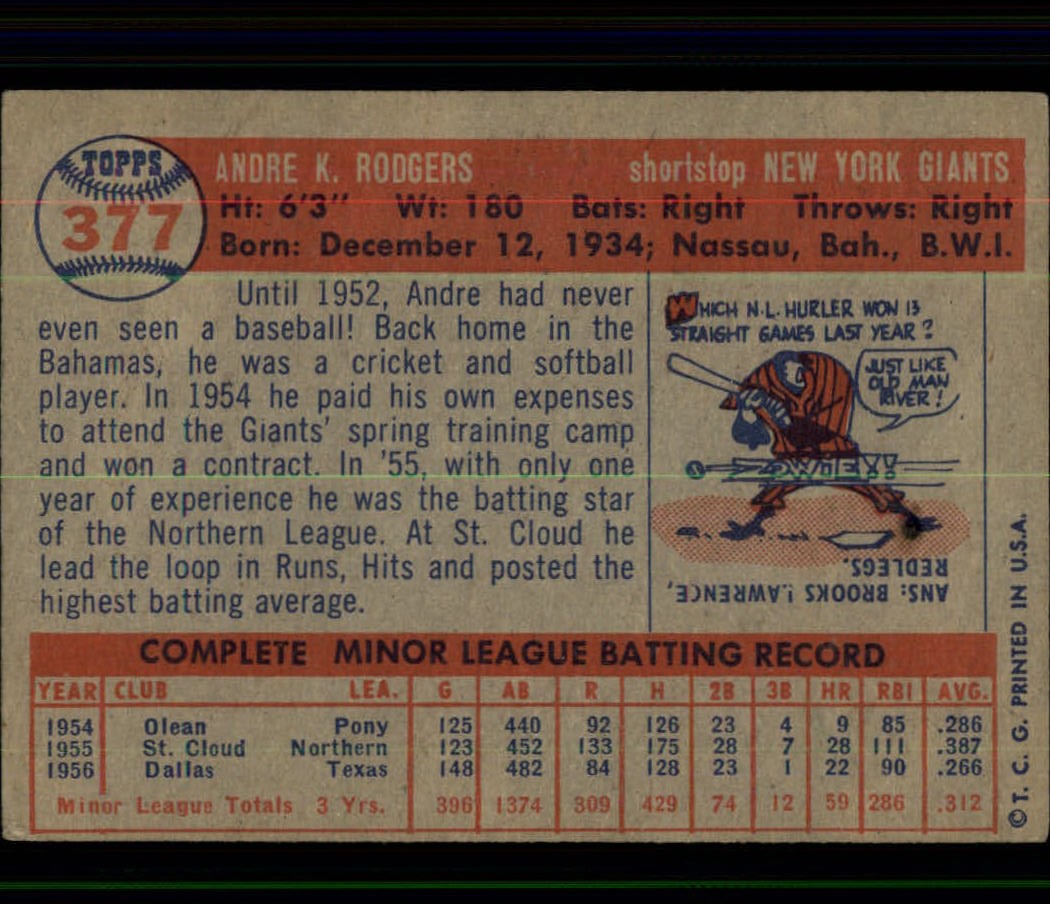 TOPPS
377
ANDRE K. RODGERS shortstop NEW YORK GIANTS
Ht: 6'3" Wt: 180 Bats: Right Throws: Right
Born: December 12, 1934; Nassau, Bah., B.W.I.
Until 1952, Andre had never
even seen a baseball! Back home in the
Bahamas, he was a cricket and softball
player. In 1954 he paid his own expenses
to attend the Giants' spring training camp
and won a contract. In '55, with only one
year of experience he was the batting star
of the Northern League. At St. Cloud he
lead the loop in Runs, Hits and posted the
highest batting average.
WHICH N.L. HURLER WON 13
STRAIGHT GAMES LAST YEAR?
JUST LIKE
OLD MAN
RIVER!
ZOWIE!!
ANS: BROOKS LAWRENCE,
REDLEGS.
COMPLETE MINOR LEAGUE BATTING RECORD
YEAR CLUB LEA. G AB R H 2B 3B HR RBI AVG.
1954 Olean Pony 125 440 92 126 23 4 9 85 .286
1955 St. Cloud Northern 123 452 133 175 28 7 28 111 .387
1956 Dallas Texas 148 482 84 128 23 1 22 90 .266
Minor League Totals 3 Yrs. 396 1374 309 429 74 12 59 286 .312
©T. C. G. PRINTED IN U.S.A.